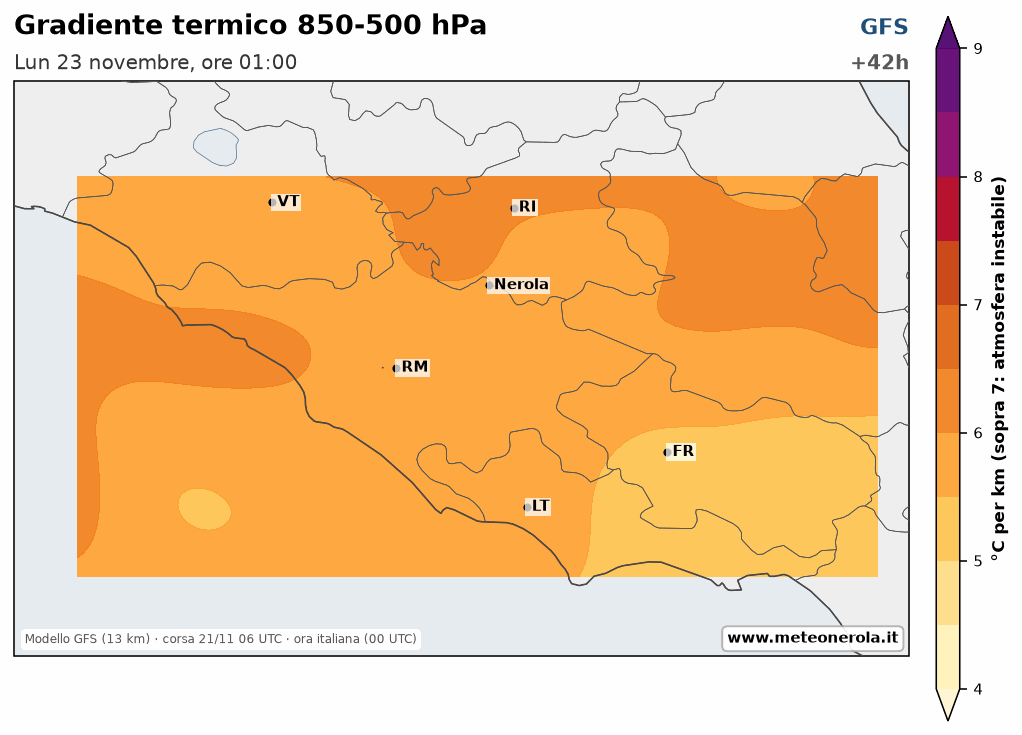 Gradiente termico 850-500 hPa
GFS
Lun 23 novembre, ore 01:00
+42h
VT
RI
Nerola
RM
FR
LT
9
8
7
6
5
4
°C per km (sopra 7: atmosfera instabile)
Modello GFS (13 km) · corsa 21/11 06 UTC · ora italiana (00 UTC)
www.meteonerola.it